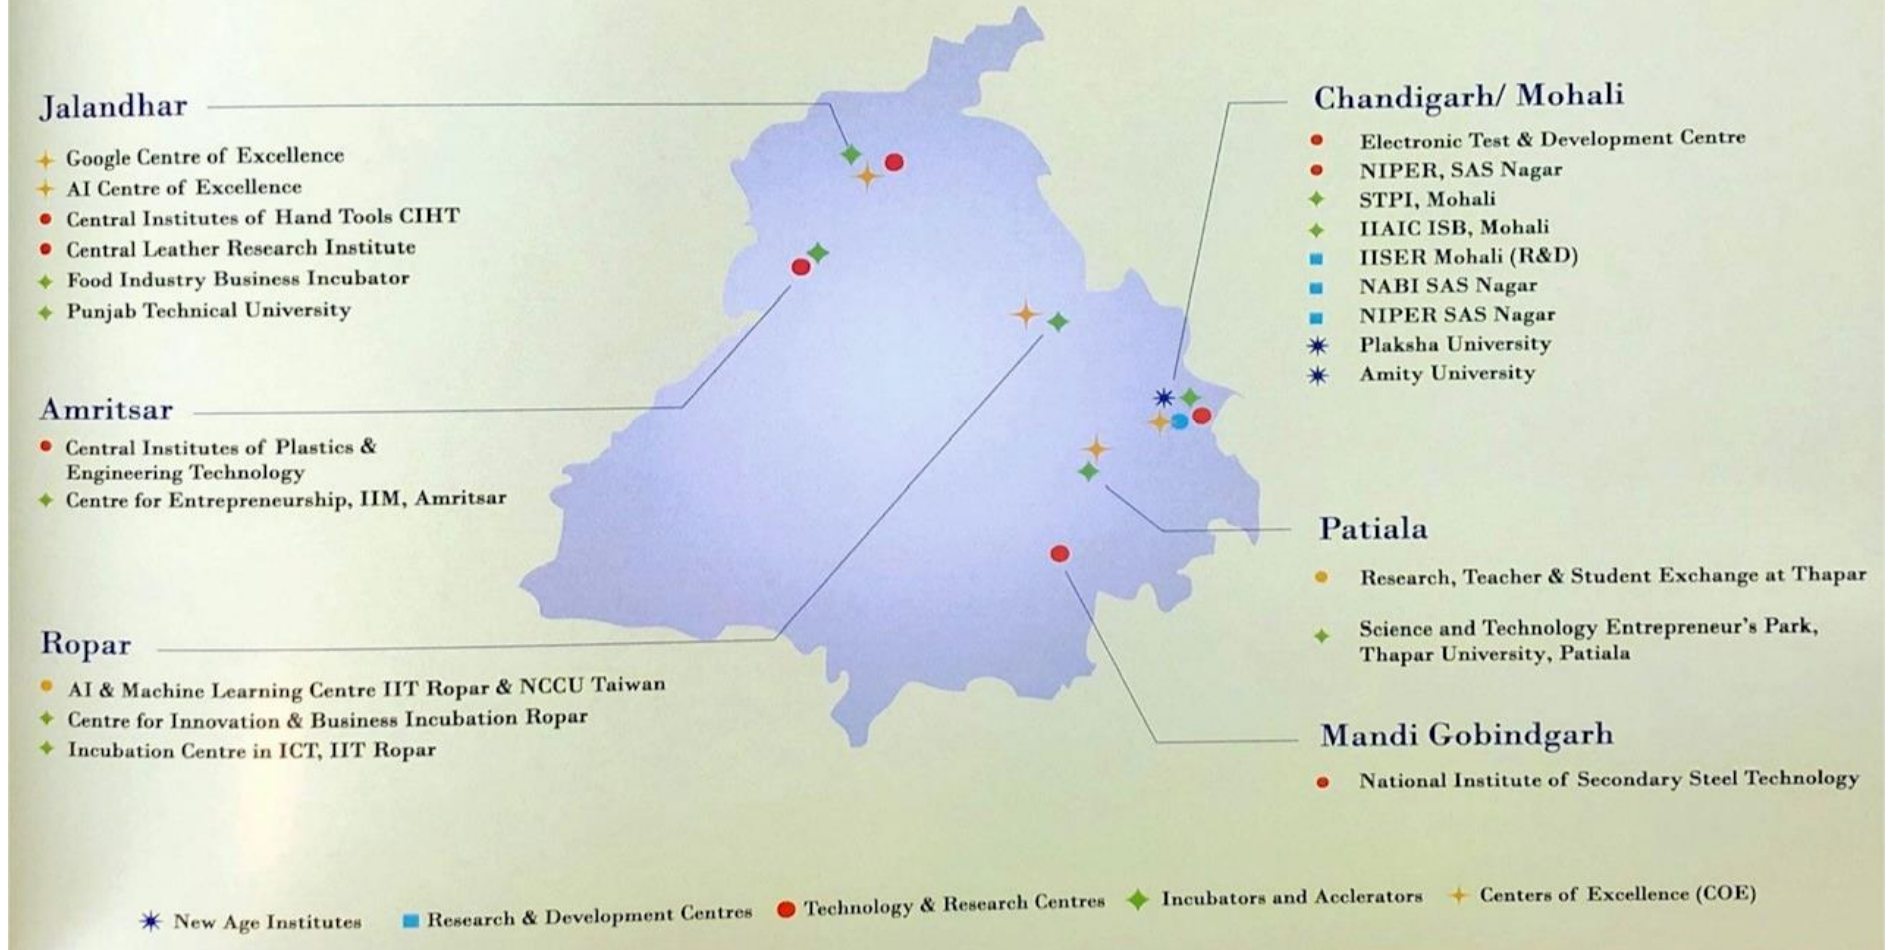 Jalandhar
Google Centre of Excellence
AI Centre of Excellence
Central Institutes of Hand Tools CIHT
Central Leather Research Institute
Food Industry Business Incubator
Punjab Technical University
Amritsar
Central Institutes of Plastics &
Engineering Technology
Centre for Entrepreneurship, IIM, Amritsar
Ropar
AI & Machine Learning Centre IIT Ropar & NCCU Taiwan
Centre for Innovation & Business Incubation Ropar
Incubation Centre in ICT, IIT Ropar
Chandigarh/ Mohali
Electronic Test & Development Centre
NIPER, SAS Nagar
STPI, Mohali
IIAIC ISB, Mohali
IISER Mohali (R&D)
NABI SAS Nagar
NIPER SAS Nagar
Plaksha University
Amity University
Patiala
Research, Teacher & Student Exchange at Thapar
Science and Technology Entrepreneur's Park,
Thapar University, Patiala
Mandi Gobindgarh
National Institute of Secondary Steel Technology
New Age Institutes
Research & Development Centres
Technology & Research Centres
Incubators and Acclerators
Centers of Excellence (COE)